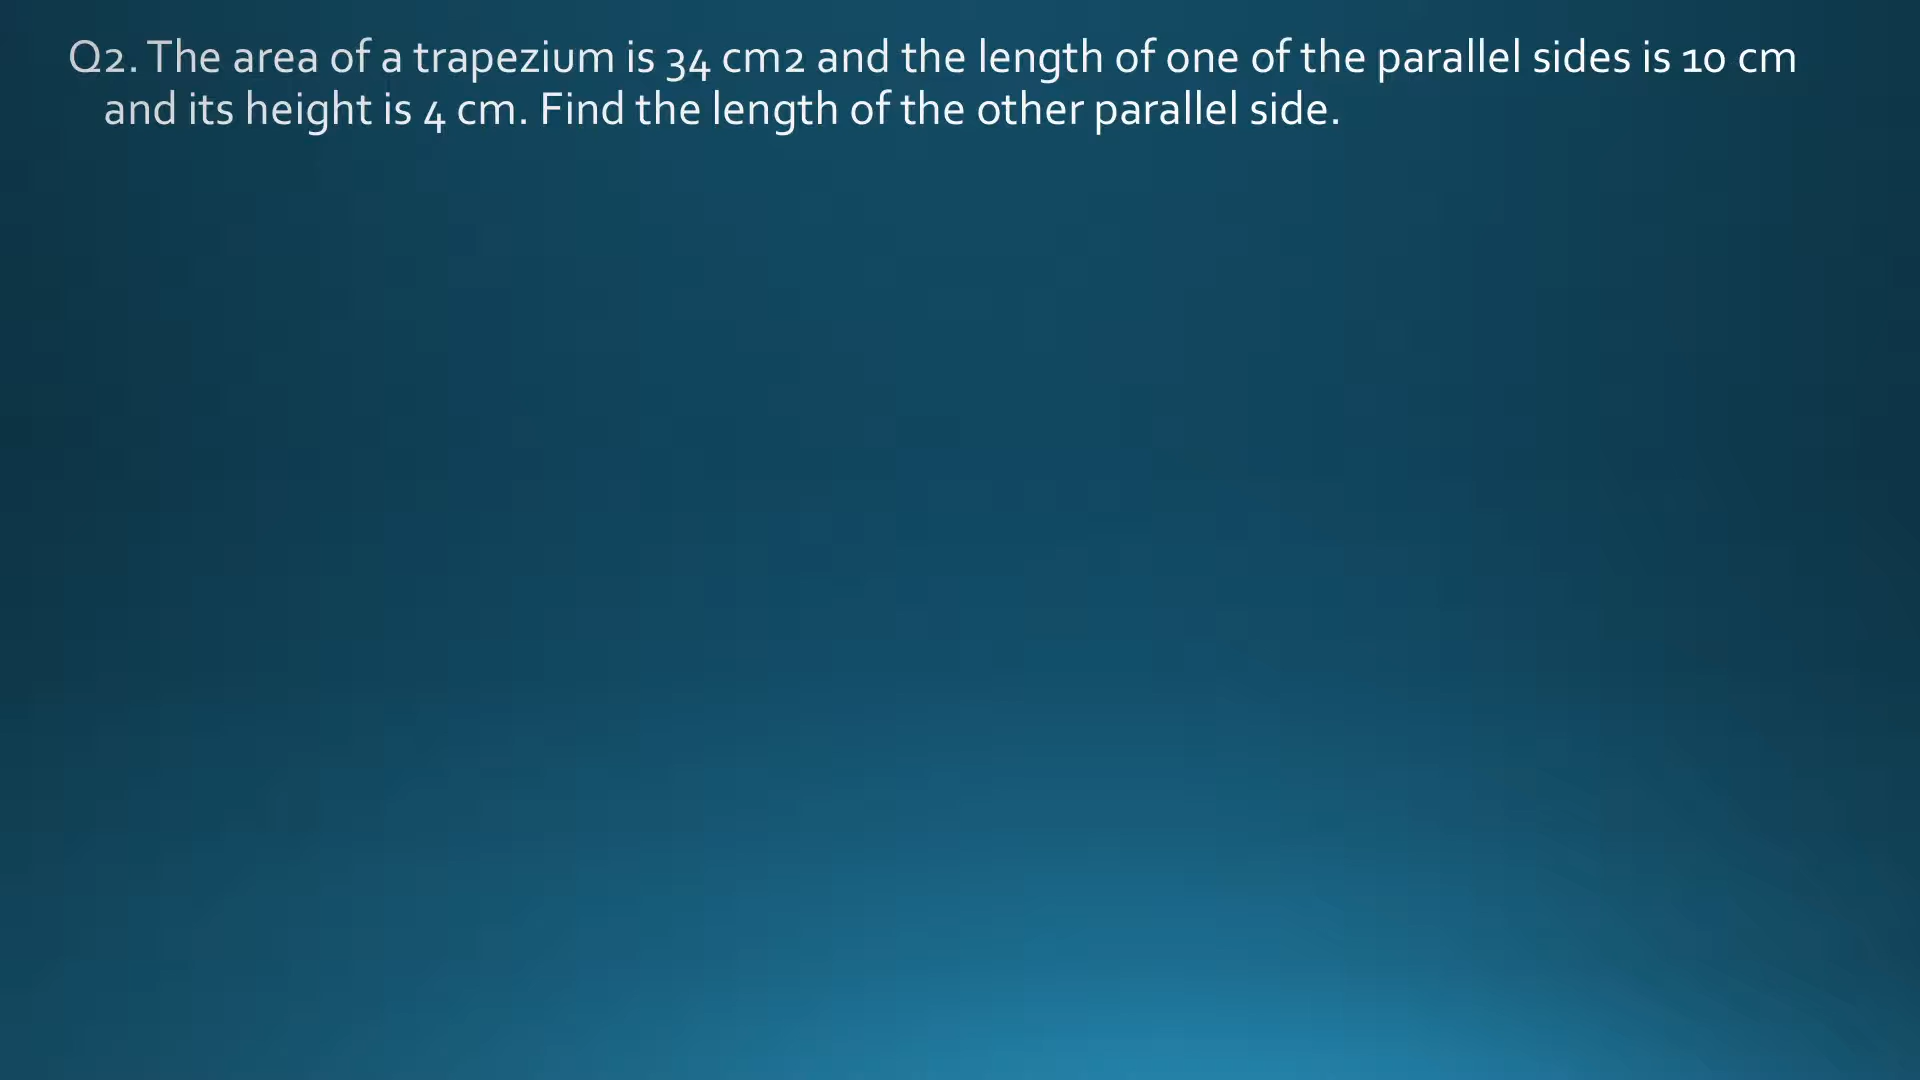 Q2. The area of a trapezium is 34 cm2 and the length of one of the parallel sides is 10 cm
and its height is 4 cm. Find the length of the other parallel side.